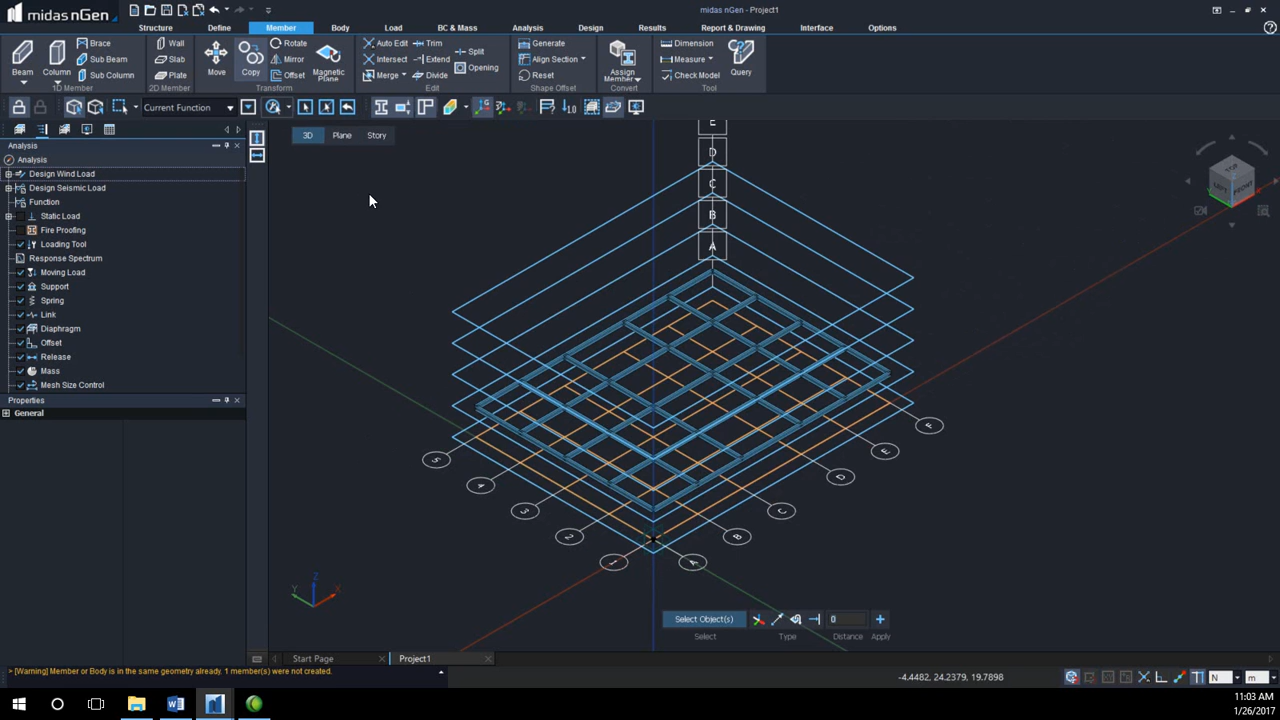 midas nGen
midas nGen - Project1
Structure Define Member Body Load BC & Mass Analysis Design Results Report & Drawing Interface Options
Beam Column Brace Sub Beam Sub Column 1D Member
Wall Slab Plate 2D Member
Move Copy Rotate Mirror Offset Magnetic Plane Transform
Auto Edit Intersect Merge Trim Extend Divide Split Opening Edit
Generate Align Section Reset Shape Offset
Assign Member Convert
Dimension Measure Check Model Query Tool
Current Function
3D Plane Story
Analysis
Analysis
Design Wind Load
Design Seismic Load
Function
Static Load
Fire Proofing
Loading Tool
Response Spectrum
Moving Load
Support
Spring
Link
Diaphragm
Offset
Release
Mass
Mesh Size Control
Properties
General
E
D
C
B
A
TOP
LEFT FRONT
5
4
3
2
1
A
B
C
D
E
F
Z
Y X
Select Object(s) 0
Select Type Distance Apply
Start Page Project1
> [Warning] Member or Body is in the same geometry already. 1 member(s) were not created.
-4.4482, 24.2379, 19.7898
N m
11:03 AM
1/26/2017